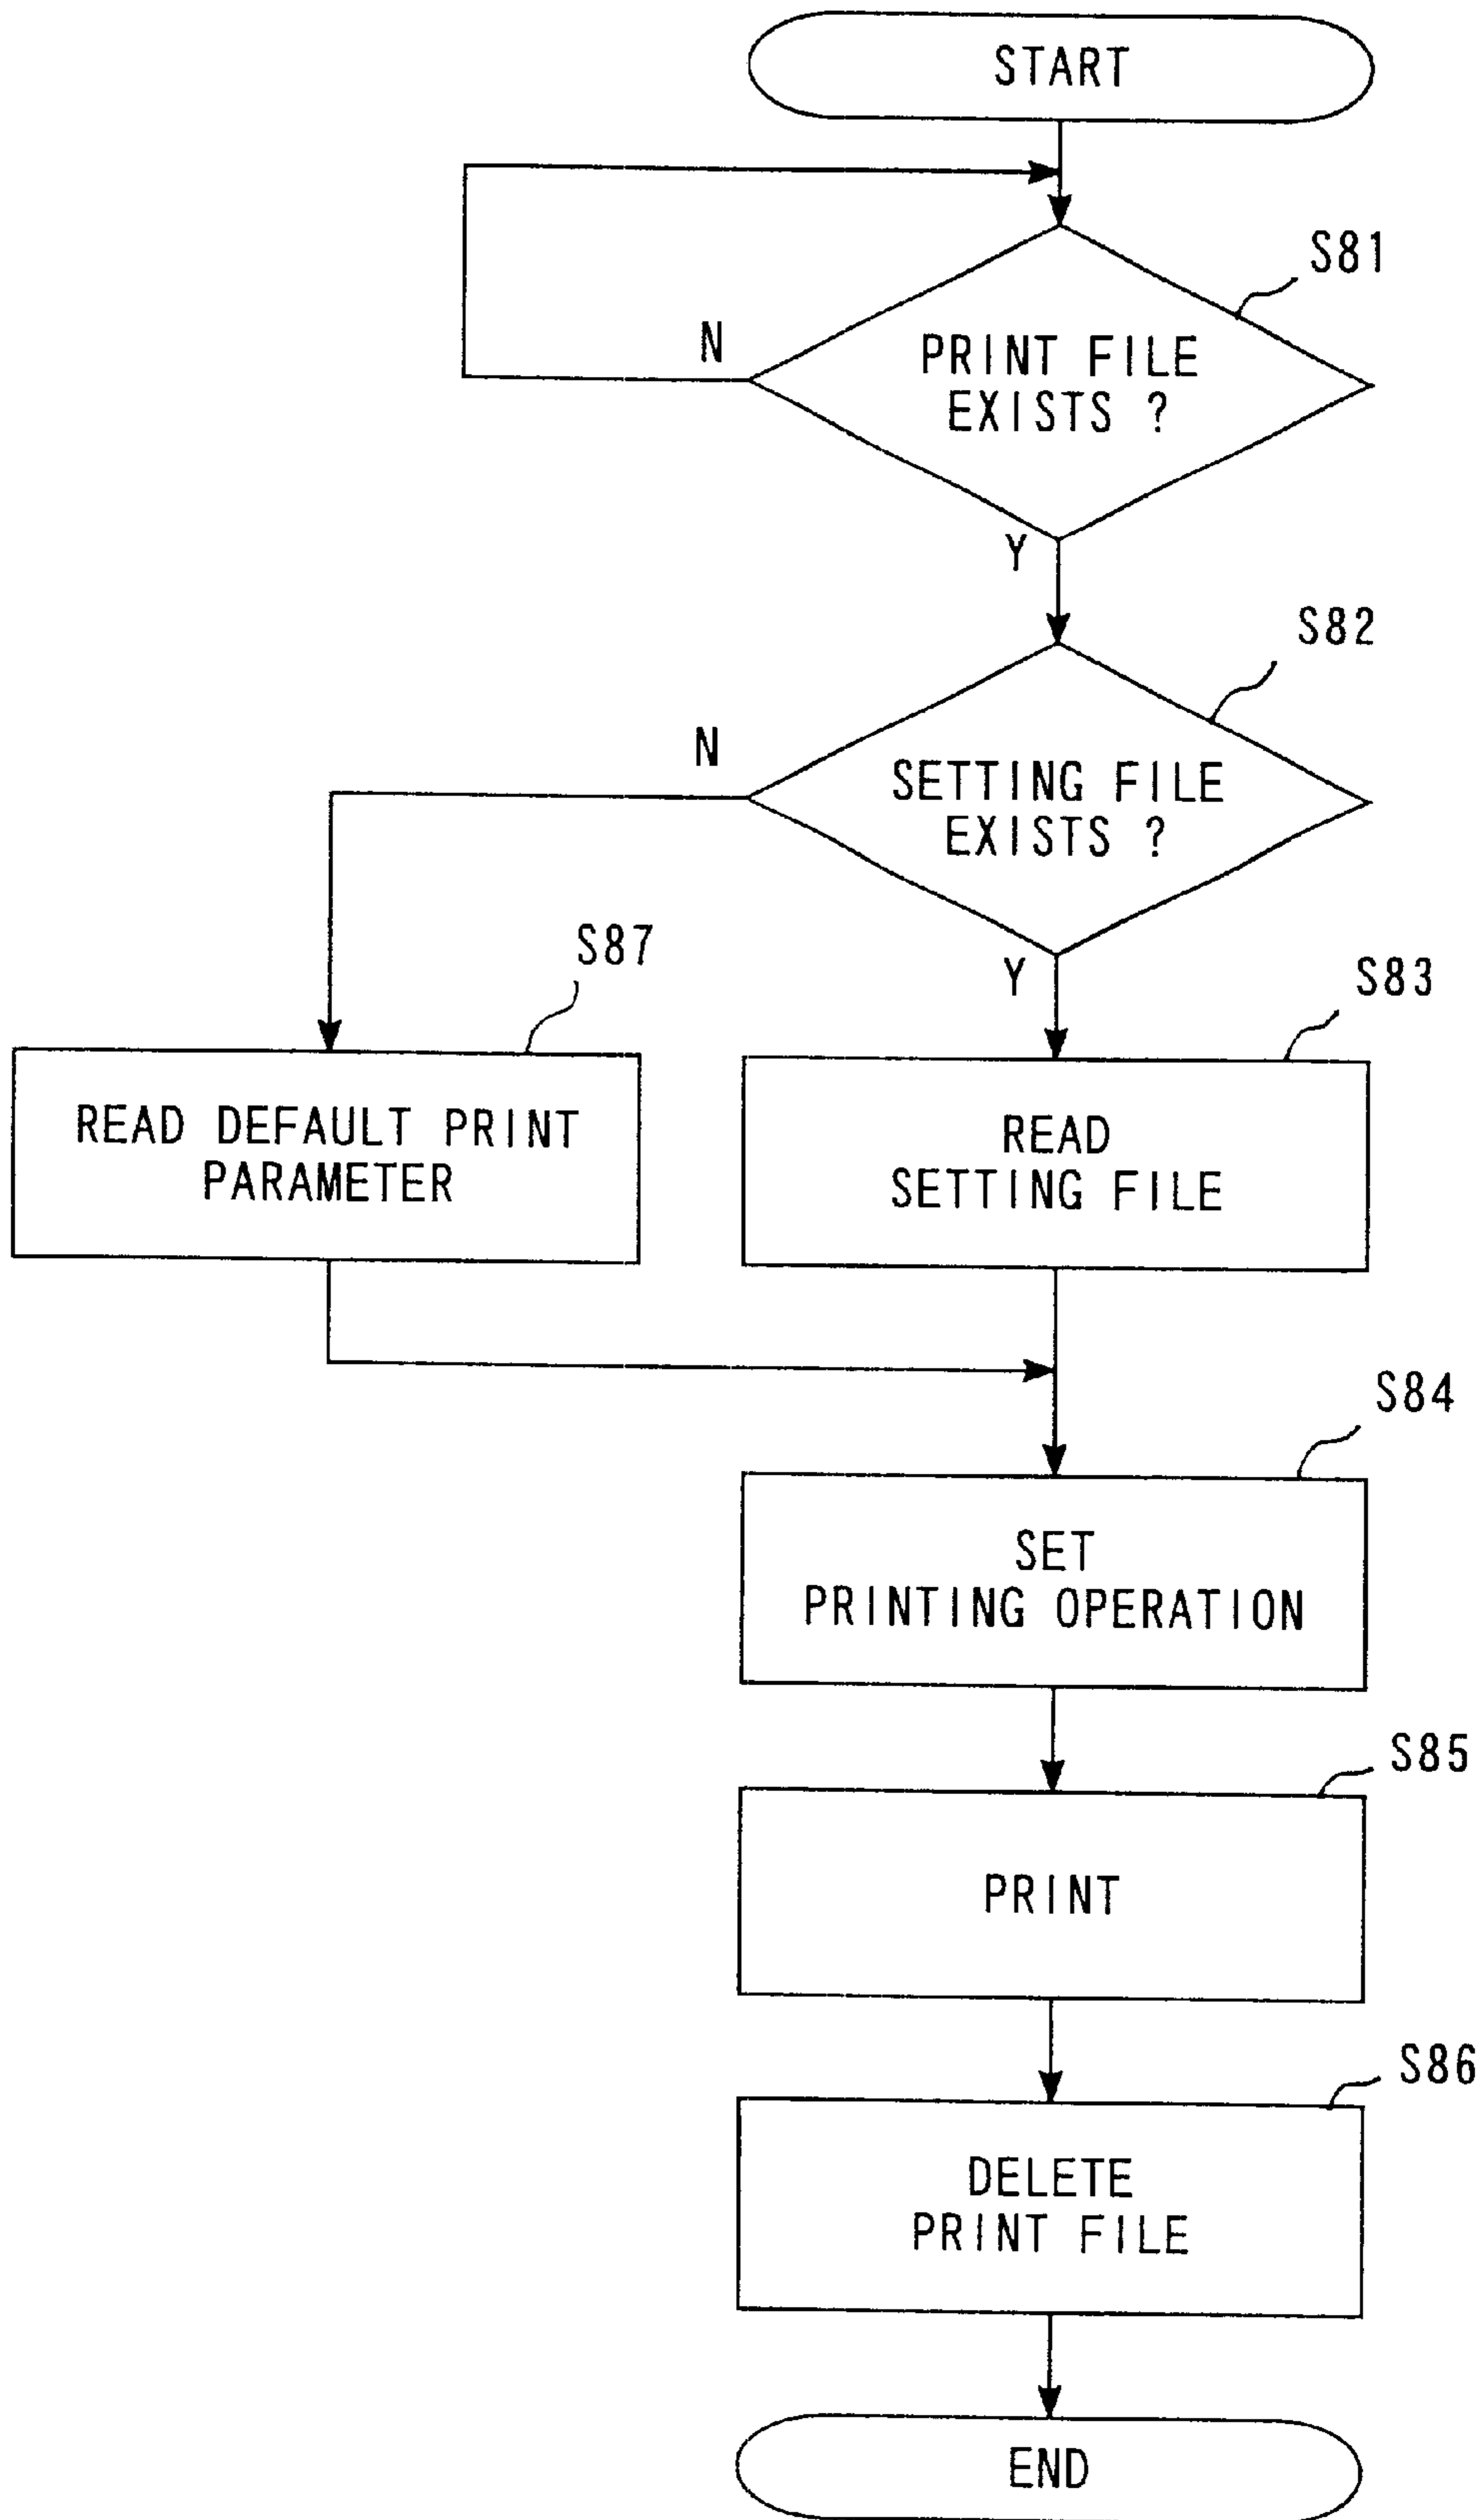 START
S81
N
PRINT FILE
EXISTS ?
Y
S82
N
SETTING FILE
EXISTS ?
S87
Y
S83
READ DEFAULT PRINT
PARAMETER
READ
SETTING FILE
S84
SET
PRINTING OPERATION
S85
PRINT
S86
DELETE
PRINT FILE
END